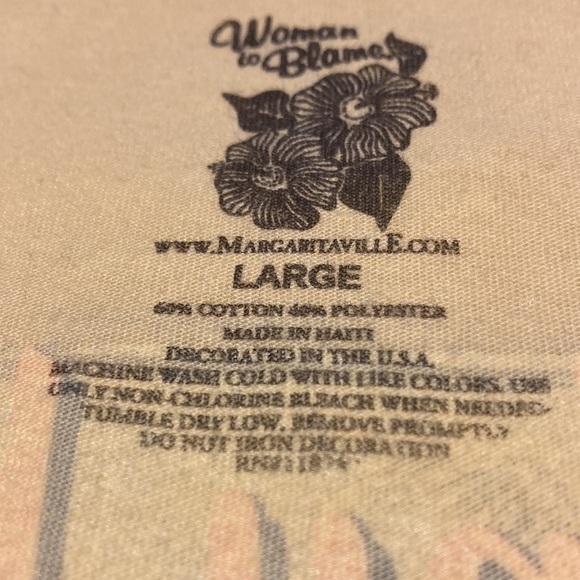 Woman
to Blame
www.MargaritavillE.com
LARGE
60% COTTON 40% POLYESTER
MADE IN HAITI
DECORATED IN THE U.S.A.
MACHINE WASH COLD WITH LIKE COLORS. USE
ONLY NON-CHLORINE BLEACH WHEN NEEDED.
TUMBLE DRY LOW. REMOVE PROMPTLY
DO NOT IRON DECORATION